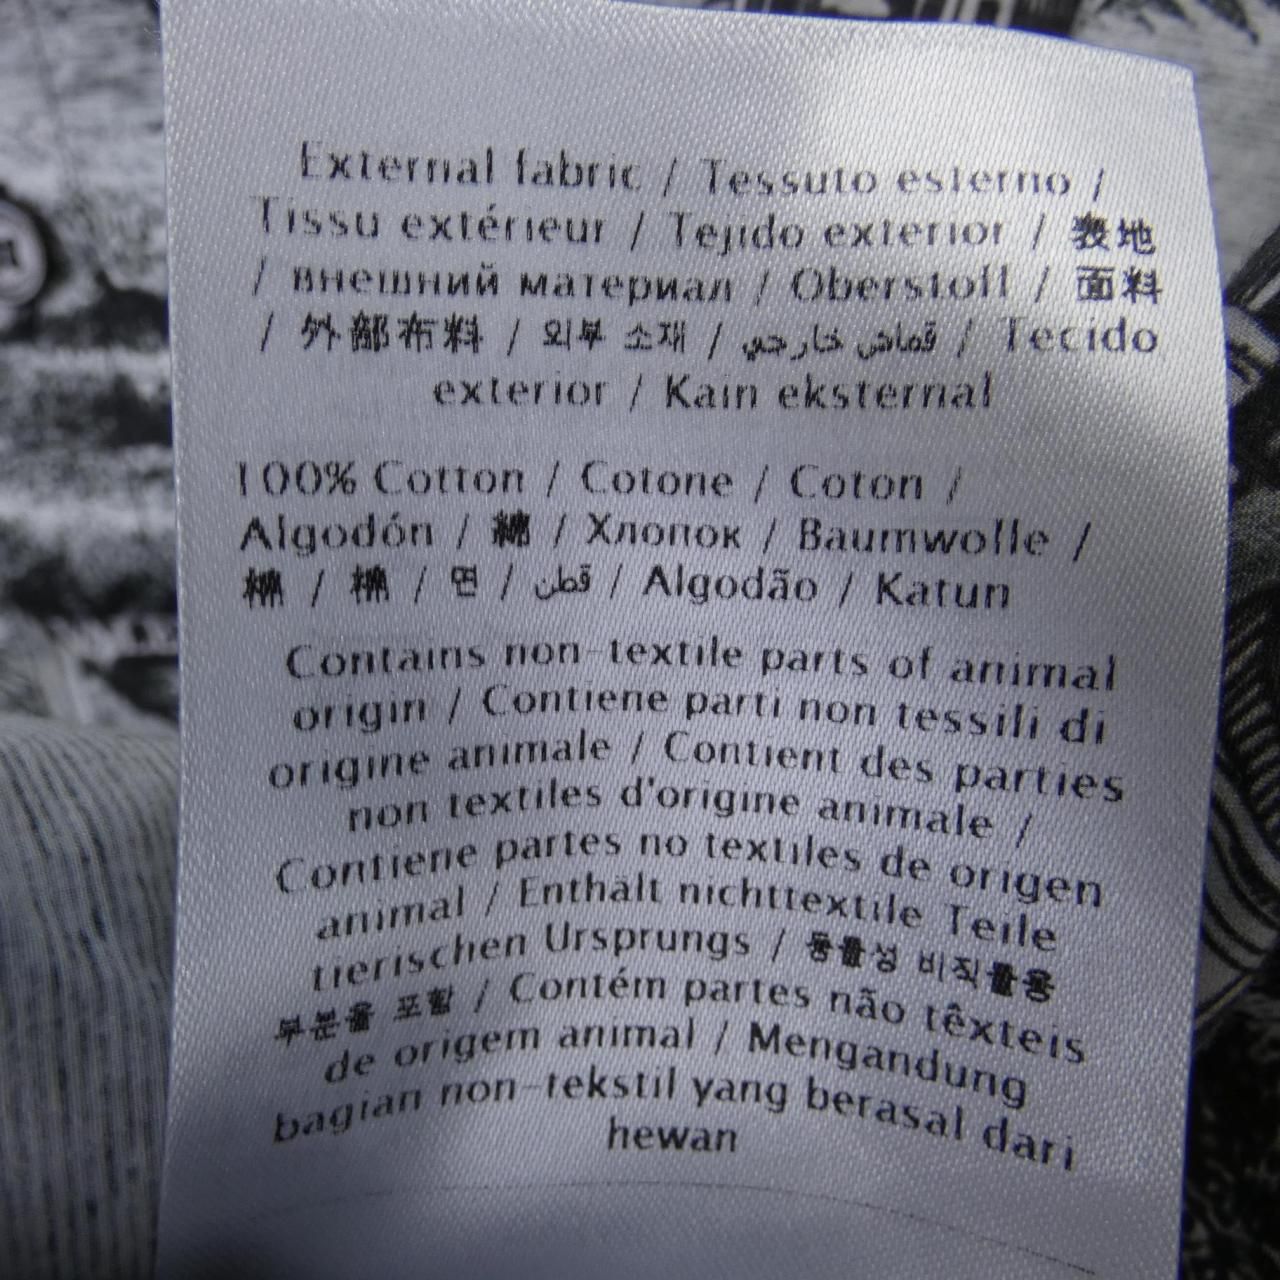 External fabric / Tessuto esterno /
Tissu extérieur / Tejido exterior / 表地
/ внешний материал / Oberstoff / 面料
/ 外部布料 / 외부 소재 / قماش خارجي / Tecido
exterior / Kain eksternal
100% Cotton / Cotone / Coton /
Algodón / 綿 / Хлопок / Baumwolle /
棉 / 棉 / 면 / قطن / Algodão / Katun
Contains non-textile parts of animal
origin / Contiene parti non tessili di
origine animale / Contient des parties
non textiles d'origine animale /
Contiene partes no textiles de origen
animal / Enthält nichttextile Teile
tierischen Ursprungs / 동물성 비직물용
부분을 포함 / Contém partes não têxteis
de origem animal / Mengandung
bagian non-tekstil yang berasal dari
hewan